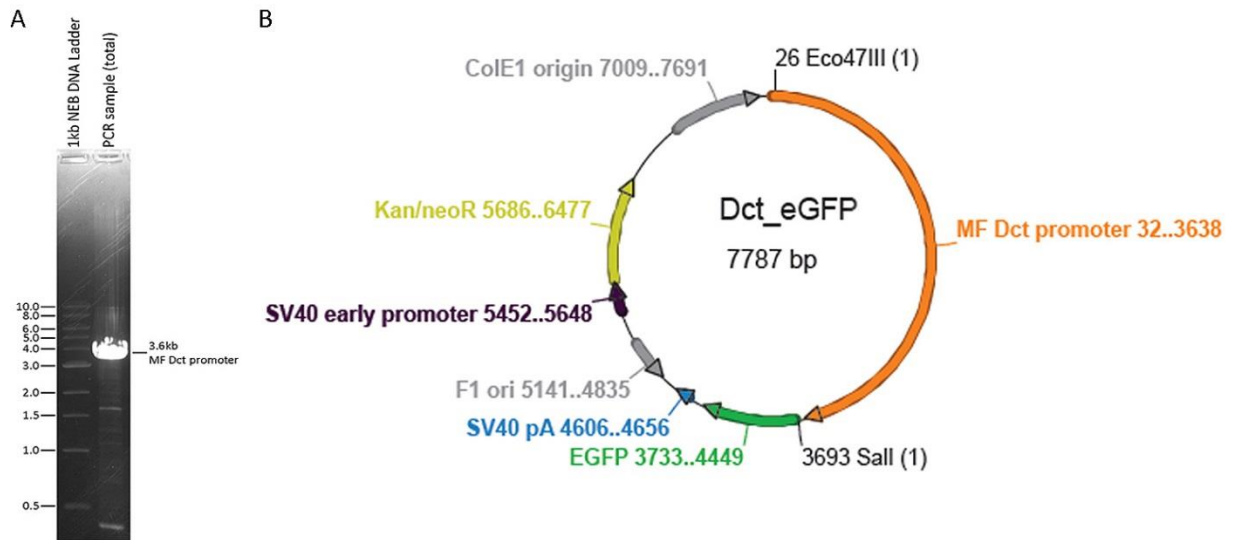 A
B
1kb NEB DNA Ladder
PCR sample (total)
10.0
8.0
6.0
5.0
4.0
3.0
2.0
1.5
1.0
0.5
3.6kb
MF Dct promoter
ColE1 origin 7009..7691
26 Eco47III (1)
Kan/neoR 5686..6477
Dct_eGFP
7787 bp
MF Dct promoter 32..3638
SV40 early promoter 5452..5648
F1 ori 5141..4835
SV40 pA 4606..4656
EGFP 3733..4449
3693 SalI (1)